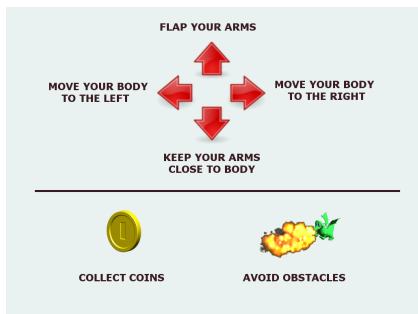 FLAP YOUR ARMS
MOVE YOUR BODY
TO THE LEFT
MOVE YOUR BODY
TO THE RIGHT
KEEP YOUR ARMS
CLOSE TO BODY
COLLECT COINS
AVOID OBSTACLES